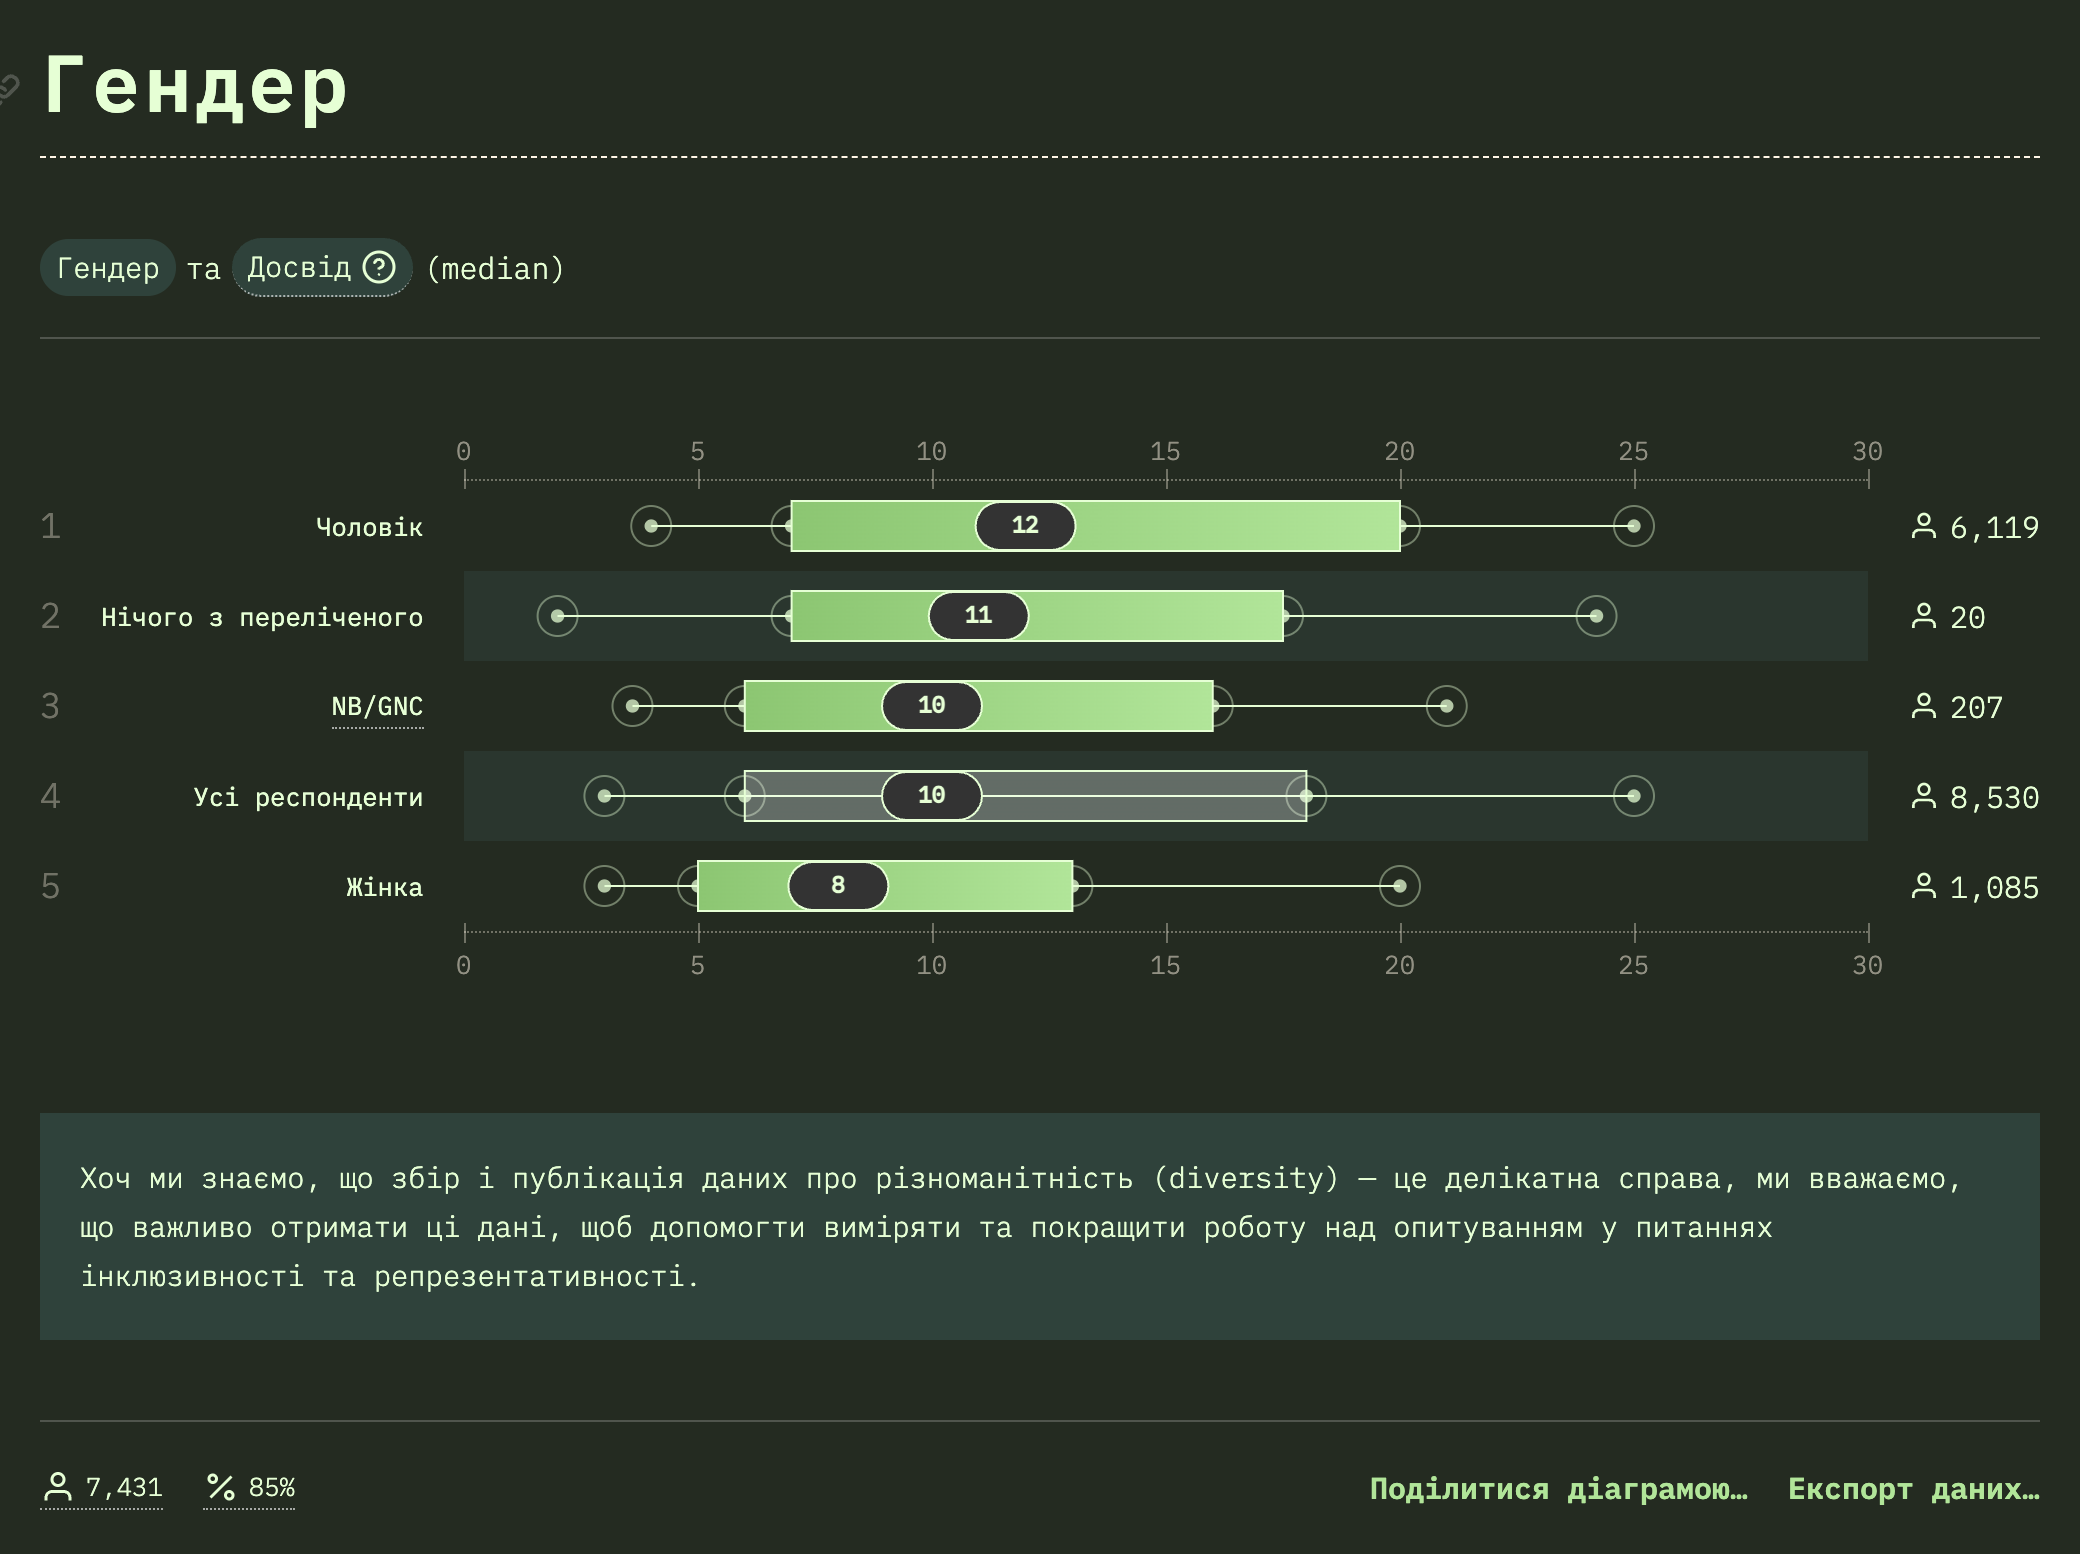 Гендер
Гендер та Досвід (median)
0 5 10 15 20 25 30
1 Чоловік 12 6,119
2 Нічого з переліченого 11 20
3 NB/GNC 10 207
4 Усі респонденти 10 8,530
5 Жінка 8 1,085
0 5 10 15 20 25 30
Хоч ми знаємо, що збір і публікація даних про різноманітність (diversity) — це делікатна справа, ми вважаємо,
що важливо отримати ці дані, щоб допомогти виміряти та покращити роботу над опитуванням у питаннях
інклюзивності та репрезентативності.
7,431 85% Поділитися діаграмою… Експорт даних…